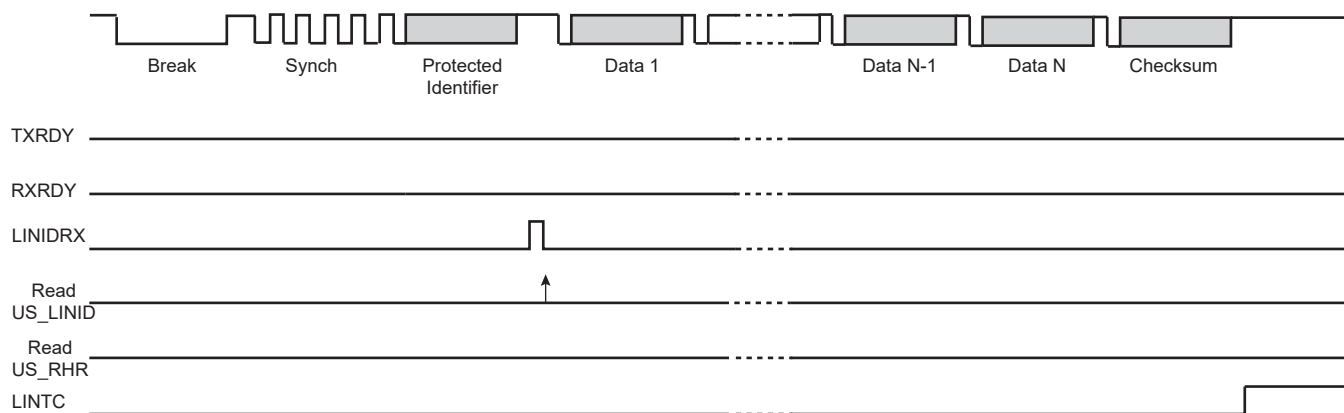 Break Synch Protected Data 1 Data N-1 Data N Checksum
Identifier
TXRDY
RXRDY
LINIDRX
Read
US_LINID
Read
US_RHR
LINTC